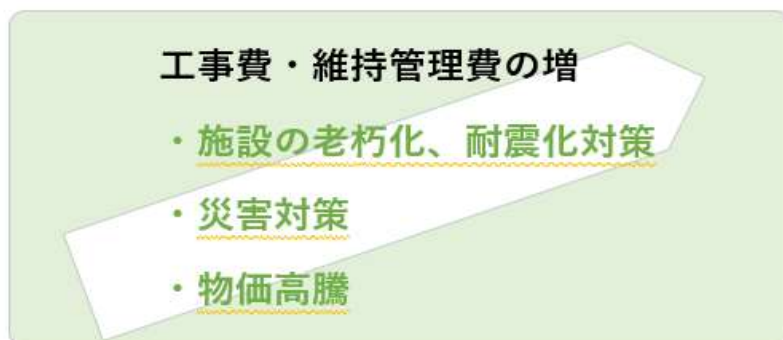 工事費・維持管理費の増
・施設の老朽化、耐震化対策
・災害対策
・物価高騰